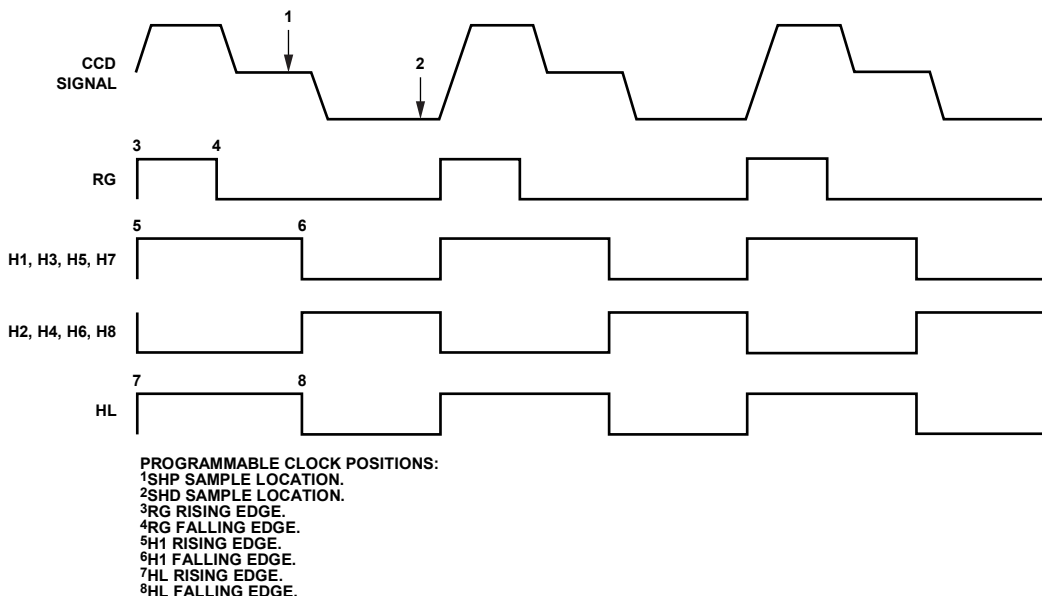 1
2
CCD
SIGNAL
3 4
RG
5 6
H1, H3, H5, H7
H2, H4, H6, H8
7 8
HL
PROGRAMMABLE CLOCK POSITIONS:
1SHP SAMPLE LOCATION.
2SHD SAMPLE LOCATION.
3RG RISING EDGE.
4RG FALLING EDGE.
5H1 RISING EDGE.
6H1 FALLING EDGE.
7HL RISING EDGE.
8HL FALLING EDGE.